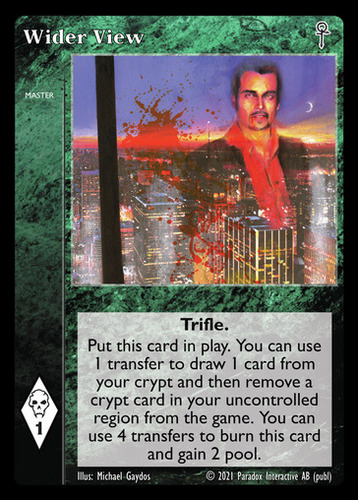 Wider View
MASTER
Trifle.
Put this card in play. You can use
1 transfer to draw 1 card from
your crypt and then remove a
crypt card in your uncontrolled
region from the game. You can
use 4 transfers to burn this card
and gain 2 pool.
1
Illus: Michael Gaydos © 2021 Paradox Interactive AB (publ)